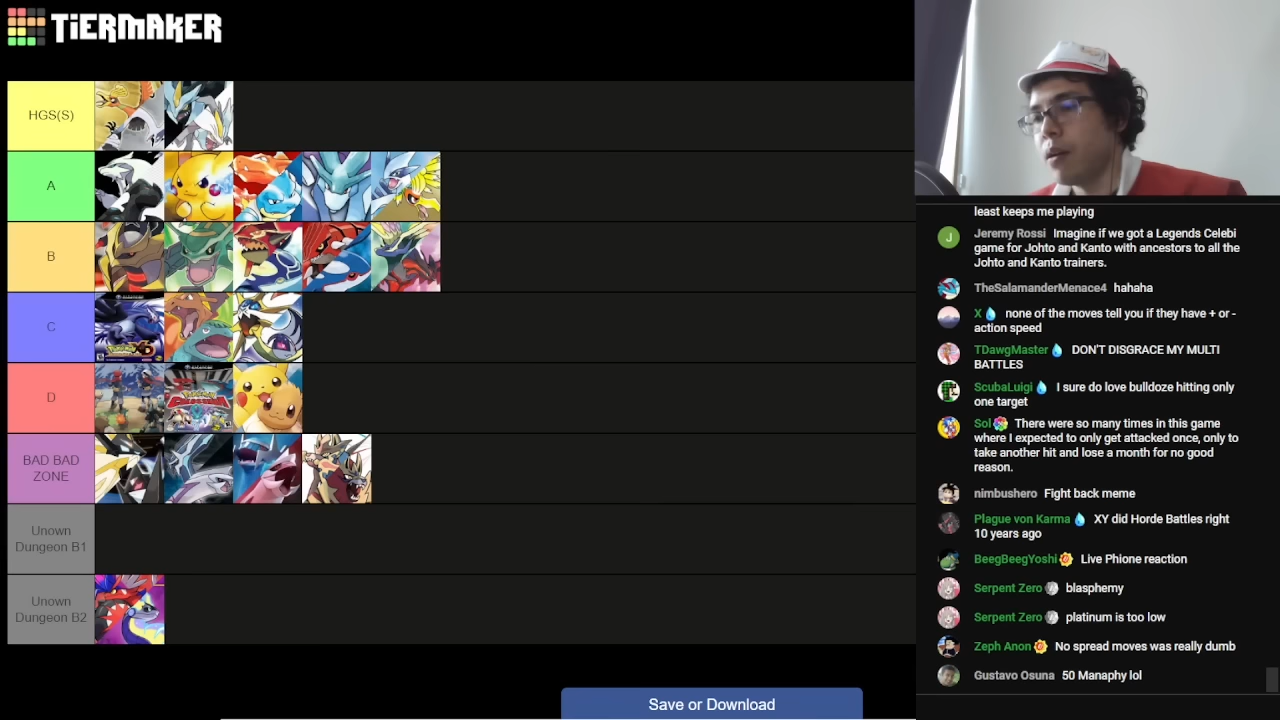 TiERMAKER
HGS(S)
A
B
C
D
BAD BAD
ZONE
Unown
Dungeon B1
Unown
Dungeon B2
Save or Download
least keeps me playing
J
Jeremy Rossi Imagine if we got a Legends Celebi
game for Johto and Kanto with ancestors to all the
Johto and Kanto trainers.
TheSalamanderMenace4 hahaha
X none of the moves tell you if they have + or -
action speed
TDawgMaster DON'T DISGRACE MY MULTI
BATTLES
ScubaLuigi I sure do love bulldoze hitting only
one target
Sol There were so many times in this game
where I expected to only get attacked once, only to
take another hit and lose a month for no good
reason.
nimbushero Fight back meme
Plague von Karma XY did Horde Battles right
10 years ago
BeegBeegYoshi Live Phione reaction
Serpent Zero blasphemy
Serpent Zero platinum is too low
Zeph Anon No spread moves was really dumb
Gustavo Osuna 50 Manaphy lol